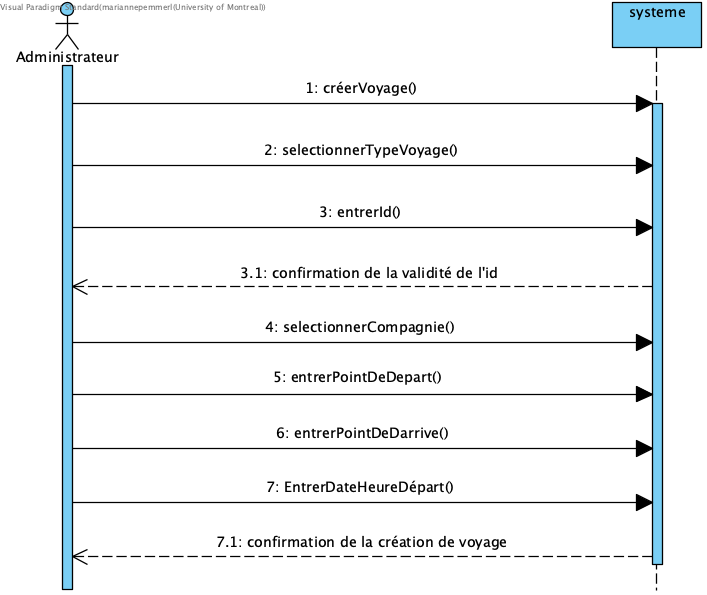 Visual Paradigm Standard(mariannepemmerl(University of Montreal))
systeme
Administrateur
1: créerVoyage()
2: selectionnerTypeVoyage()
3: entrerId()
3.1: confirmation de la validité de l'id
4: selectionnerCompagnie()
5: entrerPointDeDepart()
6: entrerPointDeDarrive()
7: EntrerDateHeureDépart()
7.1: confirmation de la création de voyage